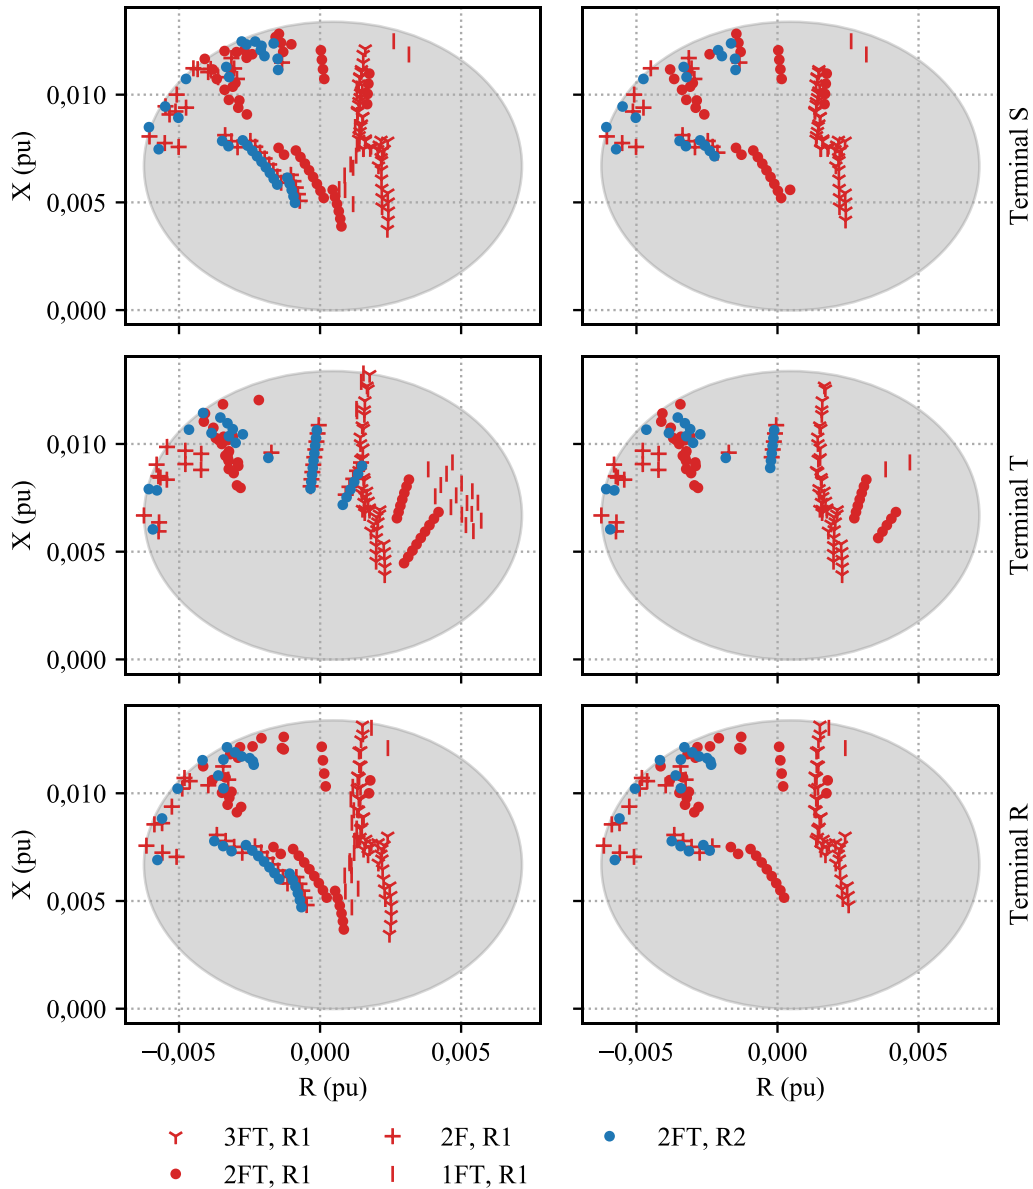 0,010
0,005
0,000
X (pu)
Terminal S
0,010
0,005
0,000
X (pu)
Terminal T
0,010
0,005
0,000
X (pu)
Terminal R
−0,005 0,000 0,005 −0,005 0,000 0,005
R (pu) R (pu)
3FT, R1 2F, R1 2FT, R2
2FT, R1 1FT, R1